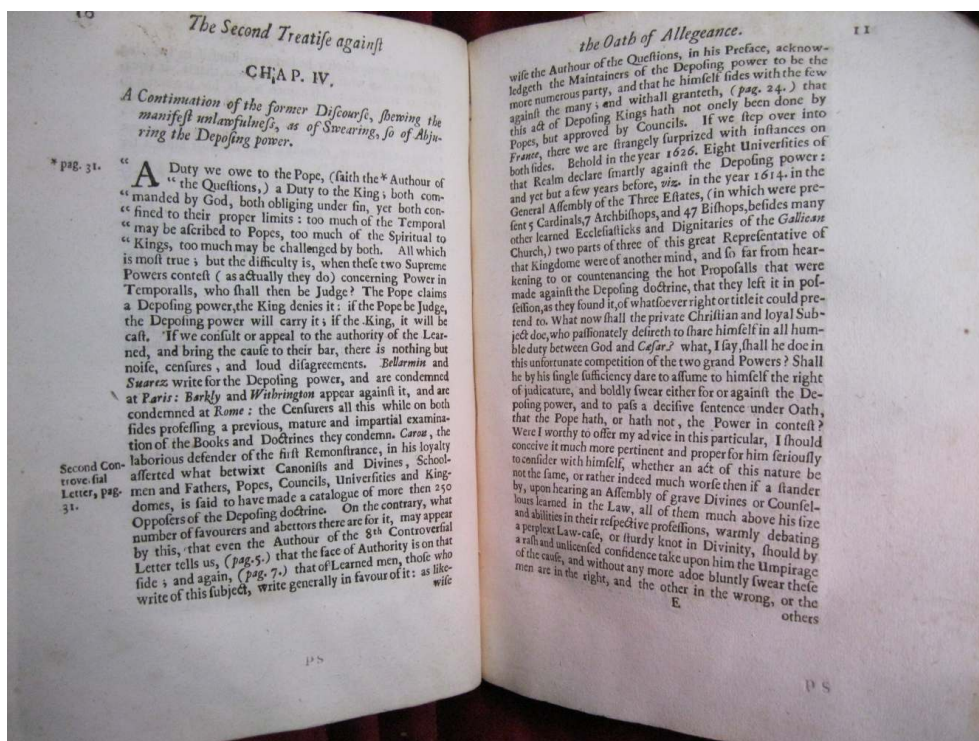 The Second Treatiſe againſt
CHAP. IV.
A Continuation of the former Diſcourſe, ſhewing the
manifeſt unlawfulneſs, as of Swearing, ſo of Abju-
ring the Depoſing power.
* pag. 31.
“ A Duty we owe to the Pope, (ſaith the * Authour of
“ the Queſtions,) a Duty to the King; both com-
“ manded by God, both obliging under ſin, yet both con-
“ fined to their proper limits : too much of the Temporal
“ may be aſcribed to Popes, too much of the Spiritual to
“ Kings, too much may be challenged by both. All which
is moſt true ; but the difficulty is, when theſe two Supreme
Powers conteſt ( as actually they do) concerning Power in
Temporalls, who ſhall then be Judge? The Pope claims
a Depoſing power,the King denies it : if the Pope be Judge,
the Depoſing power will carry it ; if the King, it will be
caſt. If we conſult or appeal to the authority of the Lear-
ned, and bring the cauſe to their bar, there is nothing but
noiſe, cenſures , and loud diſagreements. Bellarmin and
Suarez write for the Depoſing power, and are condemned
at Paris : Barkly and Withrington appear againſt it, and are
condemned at Rome : the Cenſurers all this while on both
ſides profeſſing a previous, mature and impartial examina-
tion of the Books and Doctrines they condemn. Caron , the
laborious defender of the firſt Remonſtrance, in his loyalty
Second Con-
trove ſial
Letter, pag.
31.
aſſerted what betwixt Canoniſts and Divines, School-
men and Fathers, Popes, Councils, Univerſities and King-
domes, is ſaid to have made a catalogue of more then 250
Oppoſers of the Depoſing doctrine. On the contrary, what
number of favourers and abettors there are for it, may appear
by this, that even the Authour of the 8th Controverſial
Letter tells us, (pag.5.) that the face of Authority is on that
ſide ; and again, (pag. 7.) that of Learned men, thoſe who
write of this ſubject, write generally in favour of it : as like-
wiſe
P S
the Oath of Allegeance.
11
wiſe the Authour of the Queſtions, in his Preface, acknow-
ledgeth the Maintainers of the Depoſing power to be the
more numerous party, and that he himſelf ſides with the few
againſt the many ; and withall granteth, (pag. 24.) that
this act of Depoſing Kings hath not onely been done by
Popes, but approved by Councils. If we ſtep over into
France, there we are ſtrangely ſurprized with inſtances on
both ſides. Behold in the year 1626. Eight Univerſities of
that Realm declare ſmartly againſt the Depoſing power :
and yet but a few years before, viz. in the year 1614. in the
General Aſſembly of the Three Eſtates, (in which were pre-
ſent 5 Cardinals,7 Archbiſhops, and 47 Biſhops,beſides many
other learned Eccleſiaſticks and Dignitaries of the Gallican
Church,) two parts of three of this great Repreſentative of
that Kingdome were of another mind, and ſo far from hear-
kening to or countenancing the hot Propoſalls that were
made againſt the Depoſing doctrine, that they left it in poſ-
ſeſſion,as they found it,of whatſoever right or title it could pre-
tend to. What now ſhall the private Chriſtian and loyal Sub-
ject doe,who paſſionately deſireth to ſhare himſelf in all hum-
ble duty between God and Cæſar? what, I ſay,ſhall he doe in
this unfortunate competition of the two grand Powers ? Shall
he by his ſingle ſufficiency dare to aſſume to himſelf the right
of judicature, and boldly ſwear either for or againſt the De-
poſing power, and to paſs a deciſive ſentence under Oath,
that the Pope hath, or hath not , the Power in conteſt ?
Were I worthy to offer my advice in this particular, I ſhould
conceive it much more pertinent and proper for him ſeriouſly
to conſider with himſelf, whether an act of this nature be
not the ſame, or rather indeed much worſe then if a ſtander
by, upon hearing an Aſſembly of grave Divines or Counſel-
lours learned in the Law, all of them much above his ſize
and abilities in their reſpective profeſſions, warmly debating
a perplext Law-caſe, or ſturdy knot in Divinity, ſhould by
a raſh and unlicenſed confidence take upon him the Umpirage
of the cauſe, and without any more adoe bluntly ſwear theſe
men are in the right, and the other in the wrong, or the
E
others
P S